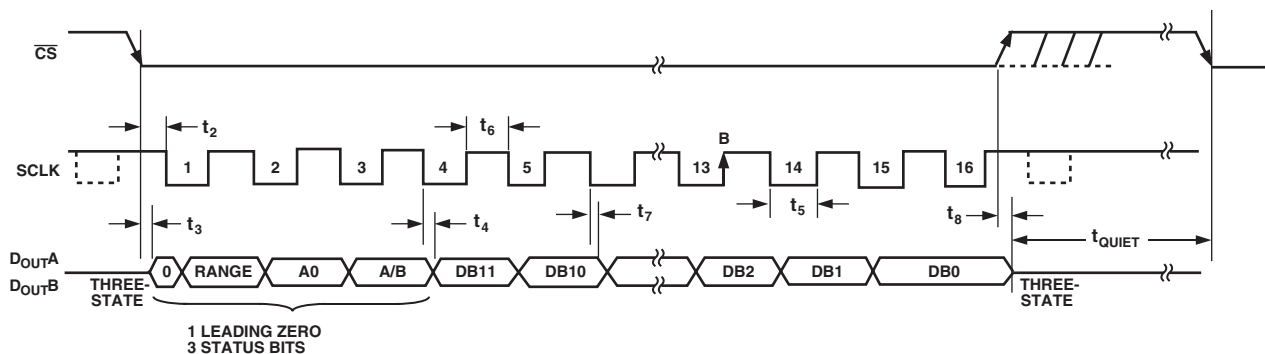 CS
t2
t6
B
SCLK
1 2 3 4 5 13 14 15 16
t3
t4
t7
t5
t8
tQUIET
DOUTA
DOUTB
THREE-
STATE
0 RANGE A0 A/B DB11 DB10 DB2 DB1 DB0
THREE-
STATE
1 LEADING ZERO
3 STATUS BITS